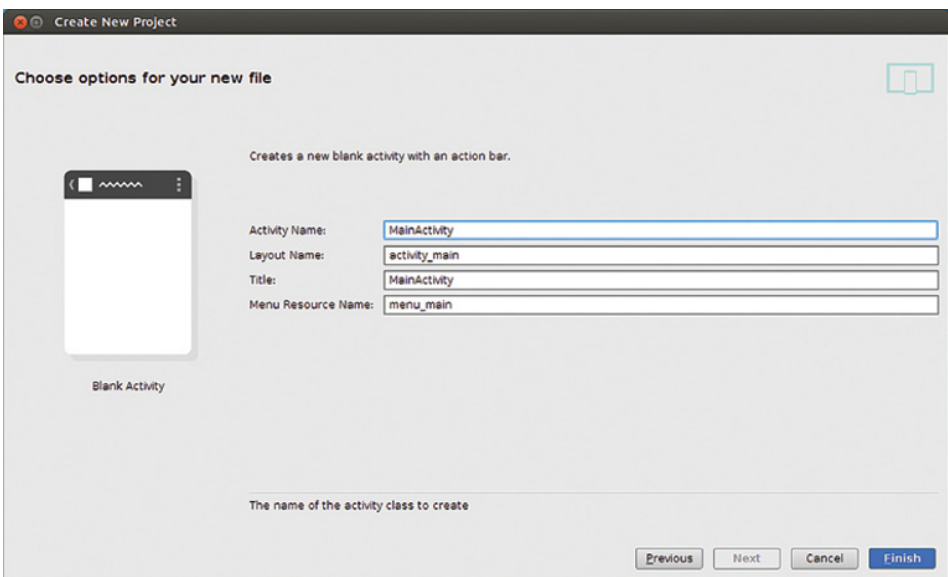 Create New Project
Choose options for your new file
Creates a new blank activity with an action bar.
Activity Name: MainActivity
Layout Name: activity_main
Title: MainActivity
Menu Resource Name: menu_main
Blank Activity
The name of the activity class to create
Previous Next Cancel Finish